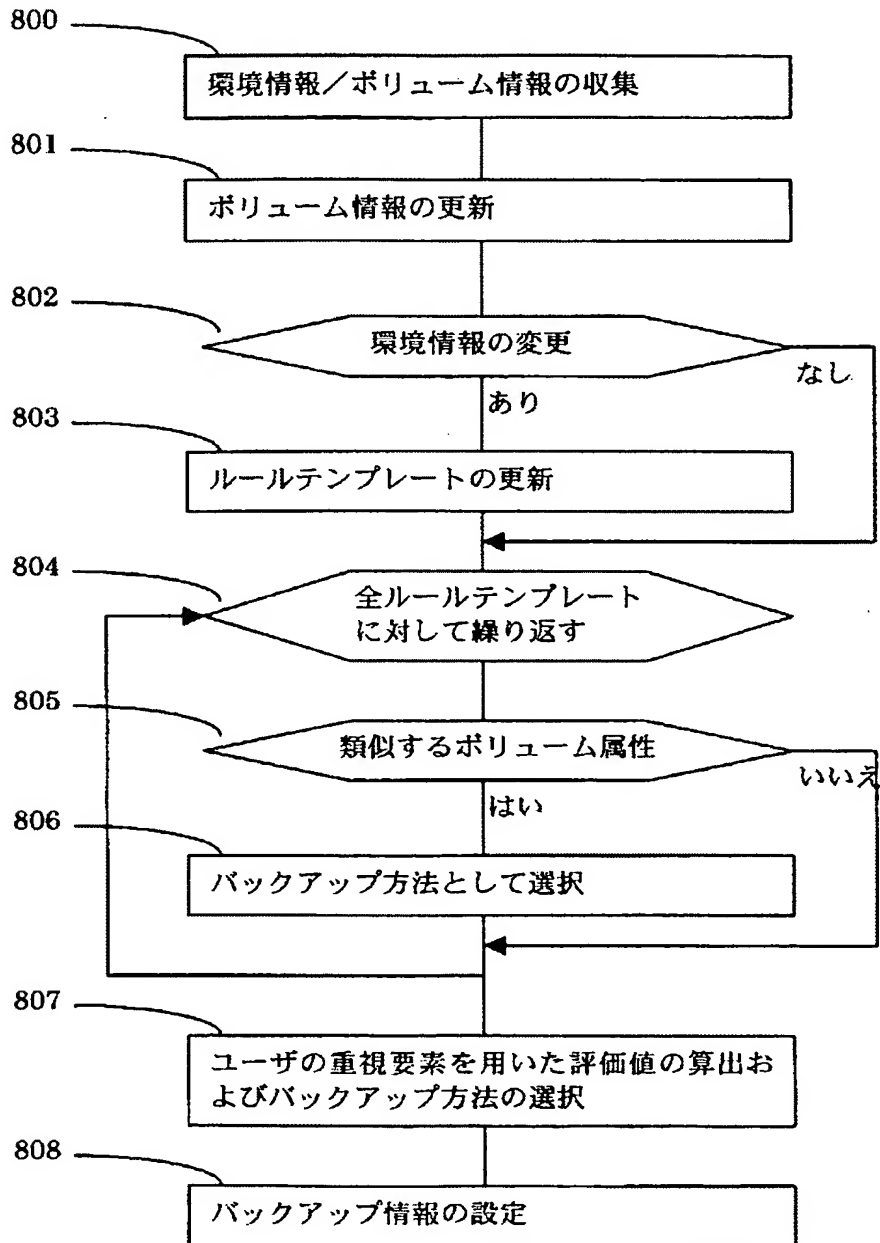 800
環境情報／ボリューム情報の収集
801
ボリューム情報の更新
802
環境情報の変更
なし
あり
803
ルールテンプレートの更新
804
全ルールテンプレート
に対して繰り返す
805
類似するボリューム属性
いいえ
はい
806
バックアップ方法として選択
807
ユーザの重視要素を用いた評価値の算出お
よびバックアップ方法の選択
808
バックアップ情報の設定